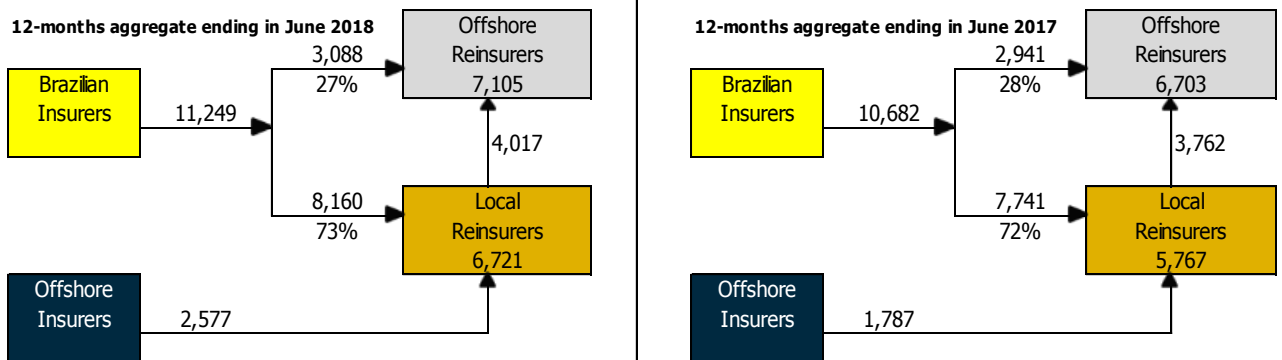 12-months aggregate ending in June 2018
Offshore
Reinsurers
7,105
3,088
27%
Brazilian
Insurers
11,249
4,017
8,160
73%
Local
Reinsurers
6,721
Offshore
Insurers
2,577
12-months aggregate ending in June 2017
Offshore
Reinsurers
6,703
2,941
28%
Brazilian
Insurers
10,682
3,762
7,741
72%
Local
Reinsurers
5,767
Offshore
Insurers
1,787